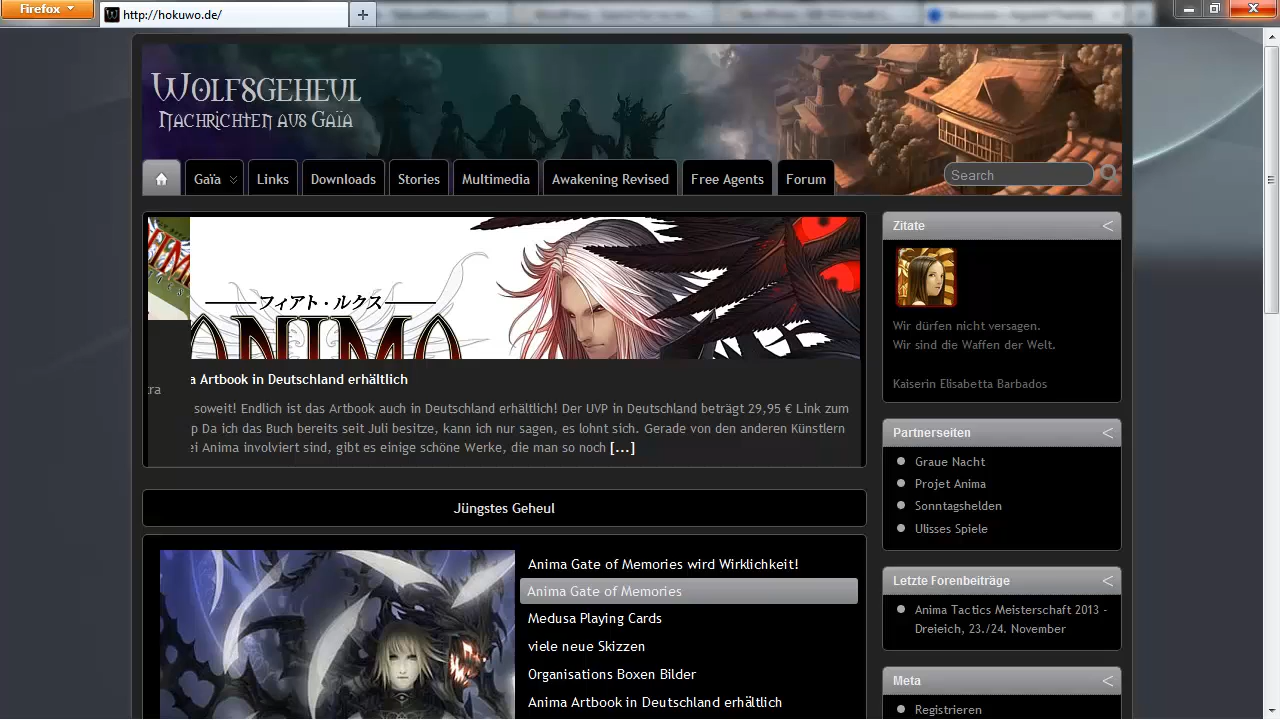 Firefox
http://hokuwo.de/
Wolfsgeheul
Nachrichten aus Gaïa
Gaïa
Links
Downloads
Stories
Multimedia
Awakening Revised
Free Agents
Forum
Search
フィアト・ルクス
ANIMA
a Artbook in Deutschland erhältlich
tra
soweit! Endlich ist das Artbook auch in Deutschland erhältlich! Der UVP in Deutschland beträgt 29,95 € Link zum
p Da ich das Buch bereits seit Juli besitze, kann ich nur sagen, es lohnt sich. Gerade von den anderen Künstlern
ei Anima involviert sind, gibt es einige schöne Werke, die man so noch [...]
Jüngstes Geheul
Anima Gate of Memories wird Wirklichkeit!
Anima Gate of Memories
Medusa Playing Cards
viele neue Skizzen
Organisations Boxen Bilder
Anima Artbook in Deutschland erhältlich
Zitate
Wir dürfen nicht versagen.
Wir sind die Waffen der Welt.
Kaiserin Elisabetta Barbados
Partnerseiten
Graue Nacht
Projet Anima
Sonntagshelden
Ulisses Spiele
Letzte Forenbeiträge
Anima Tactics Meisterschaft 2013 -
Dreieich, 23./24. November
Meta
Registrieren